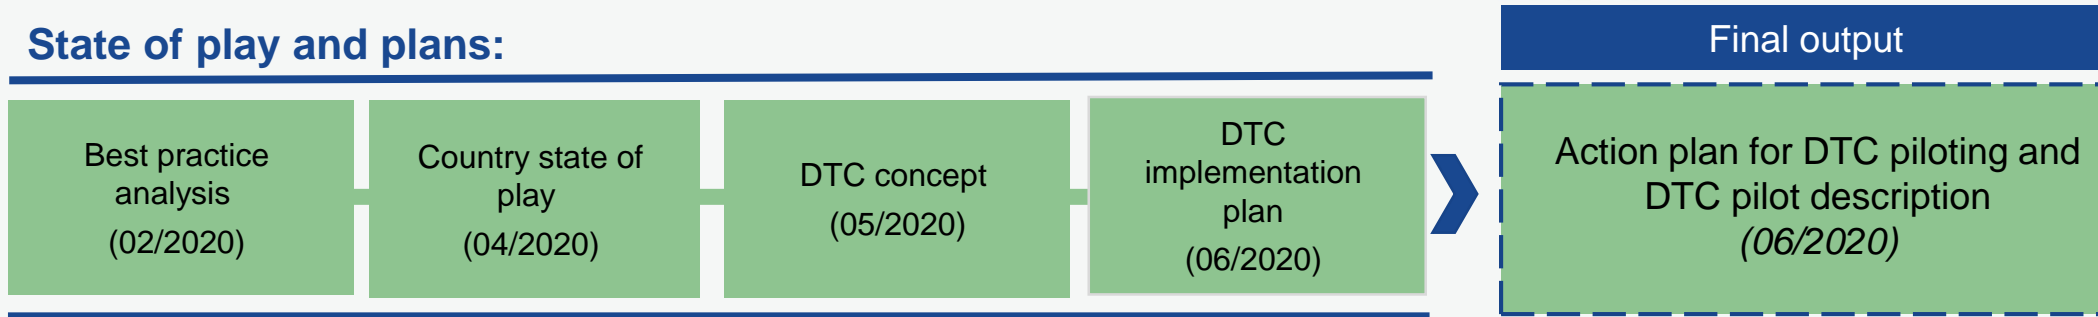 State of play and plans:
Best practice
analysis
(02/2020)
Country state of
play
(04/2020)
DTC concept
(05/2020)
DTC
implementation
plan
(06/2020)
Final output
Action plan for DTC piloting and
DTC pilot description
(06/2020)